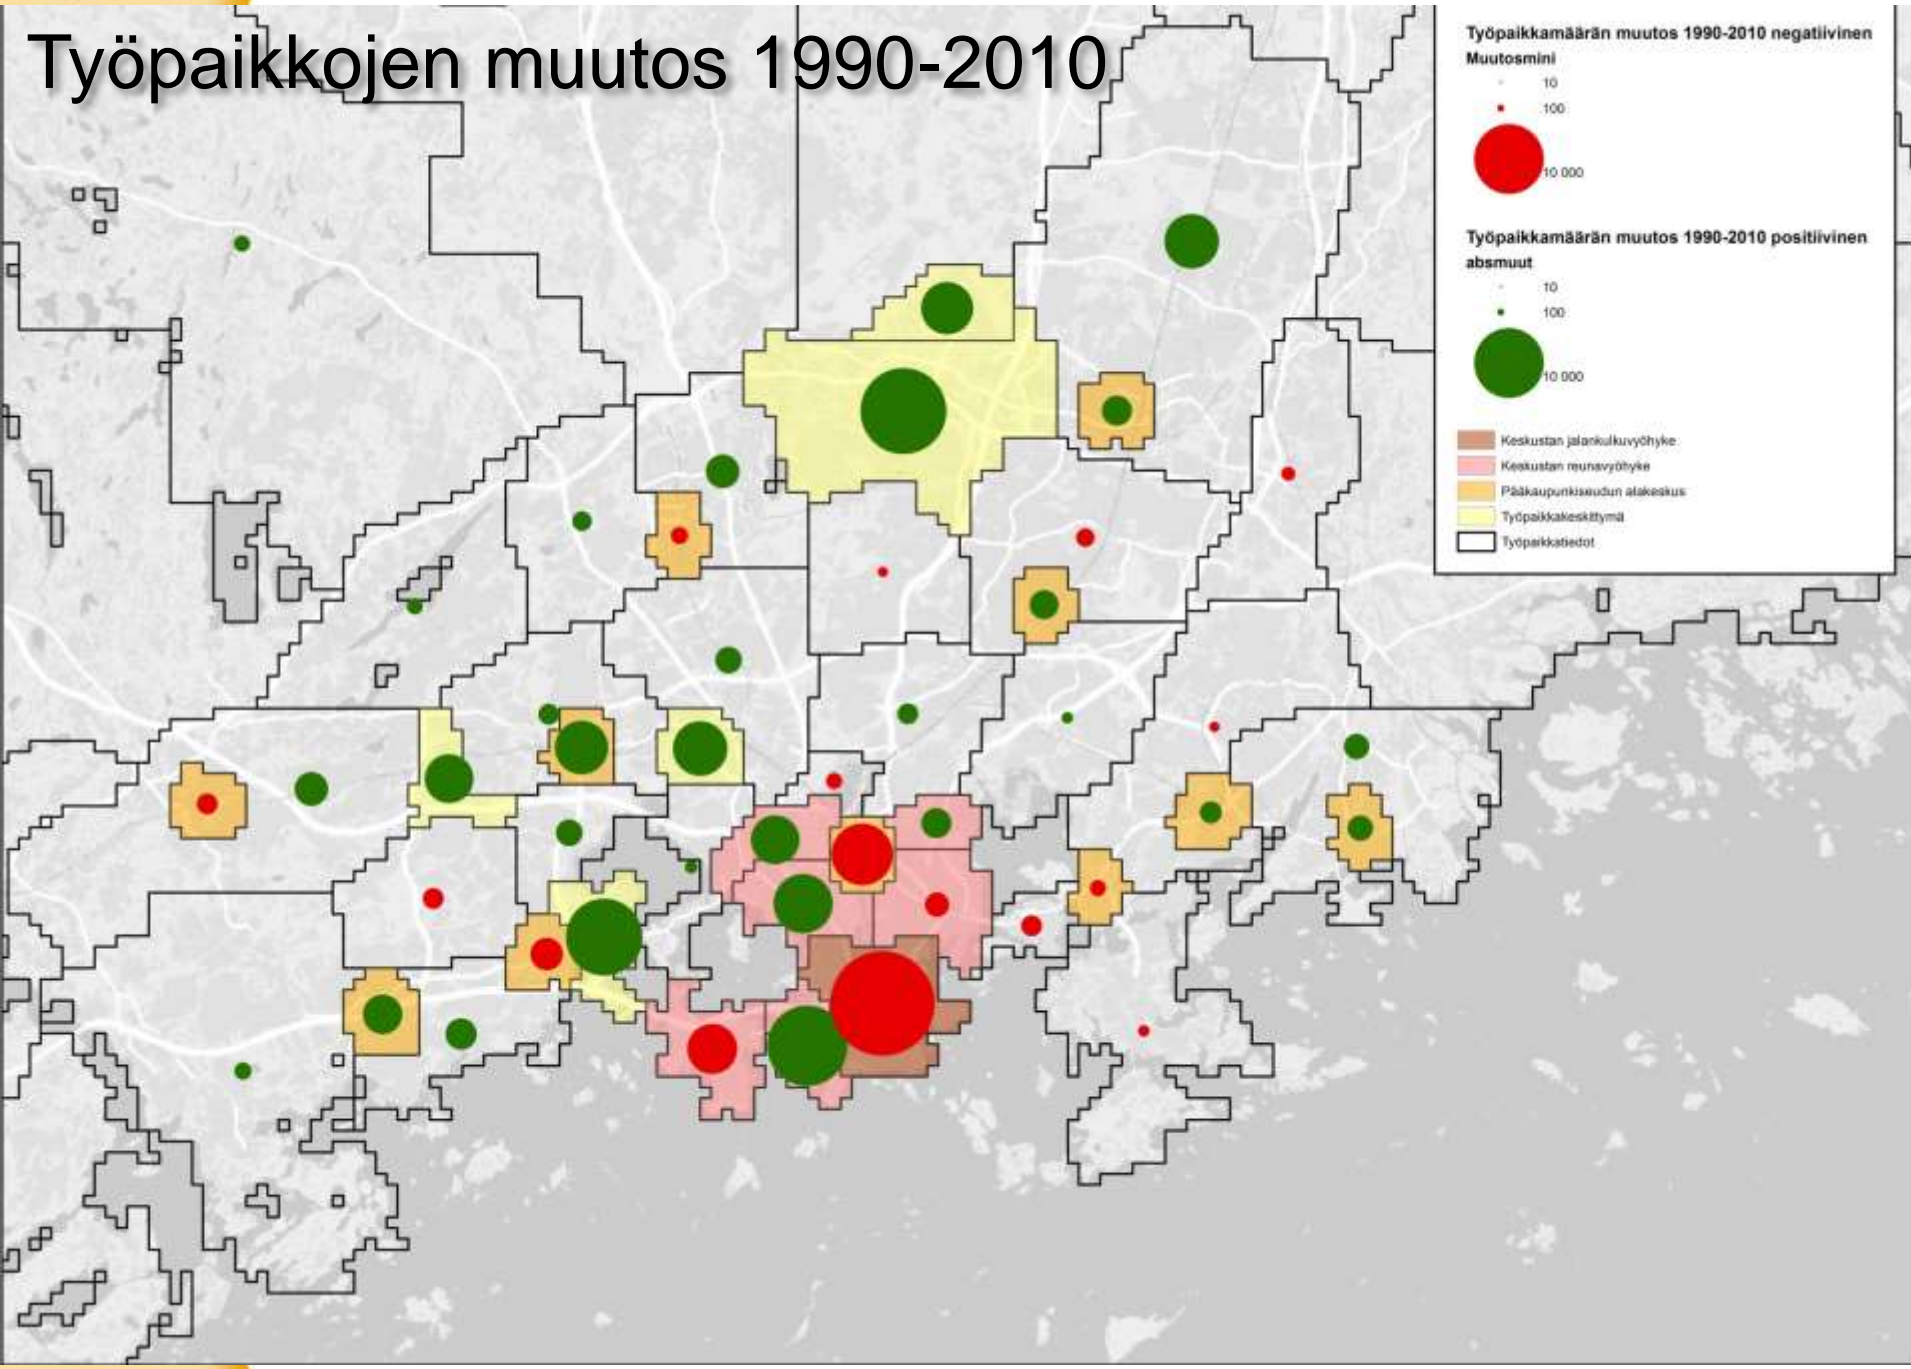 Työpaikkojen muutos 1990-2010
Työpaikkamäärän muutos 1990-2010 negatiivinen
Muutosmini
10
100
10 000
Työpaikkamäärän muutos 1990-2010 positiivinen
absmuut
10
100
10 000
Keskustan jalankulkuvyöhyke
Keskustan reunavyöhyke
Pääkaupunkiseudun alakeskus
Työpaikkakeskittymä
Työpaikkatiedot